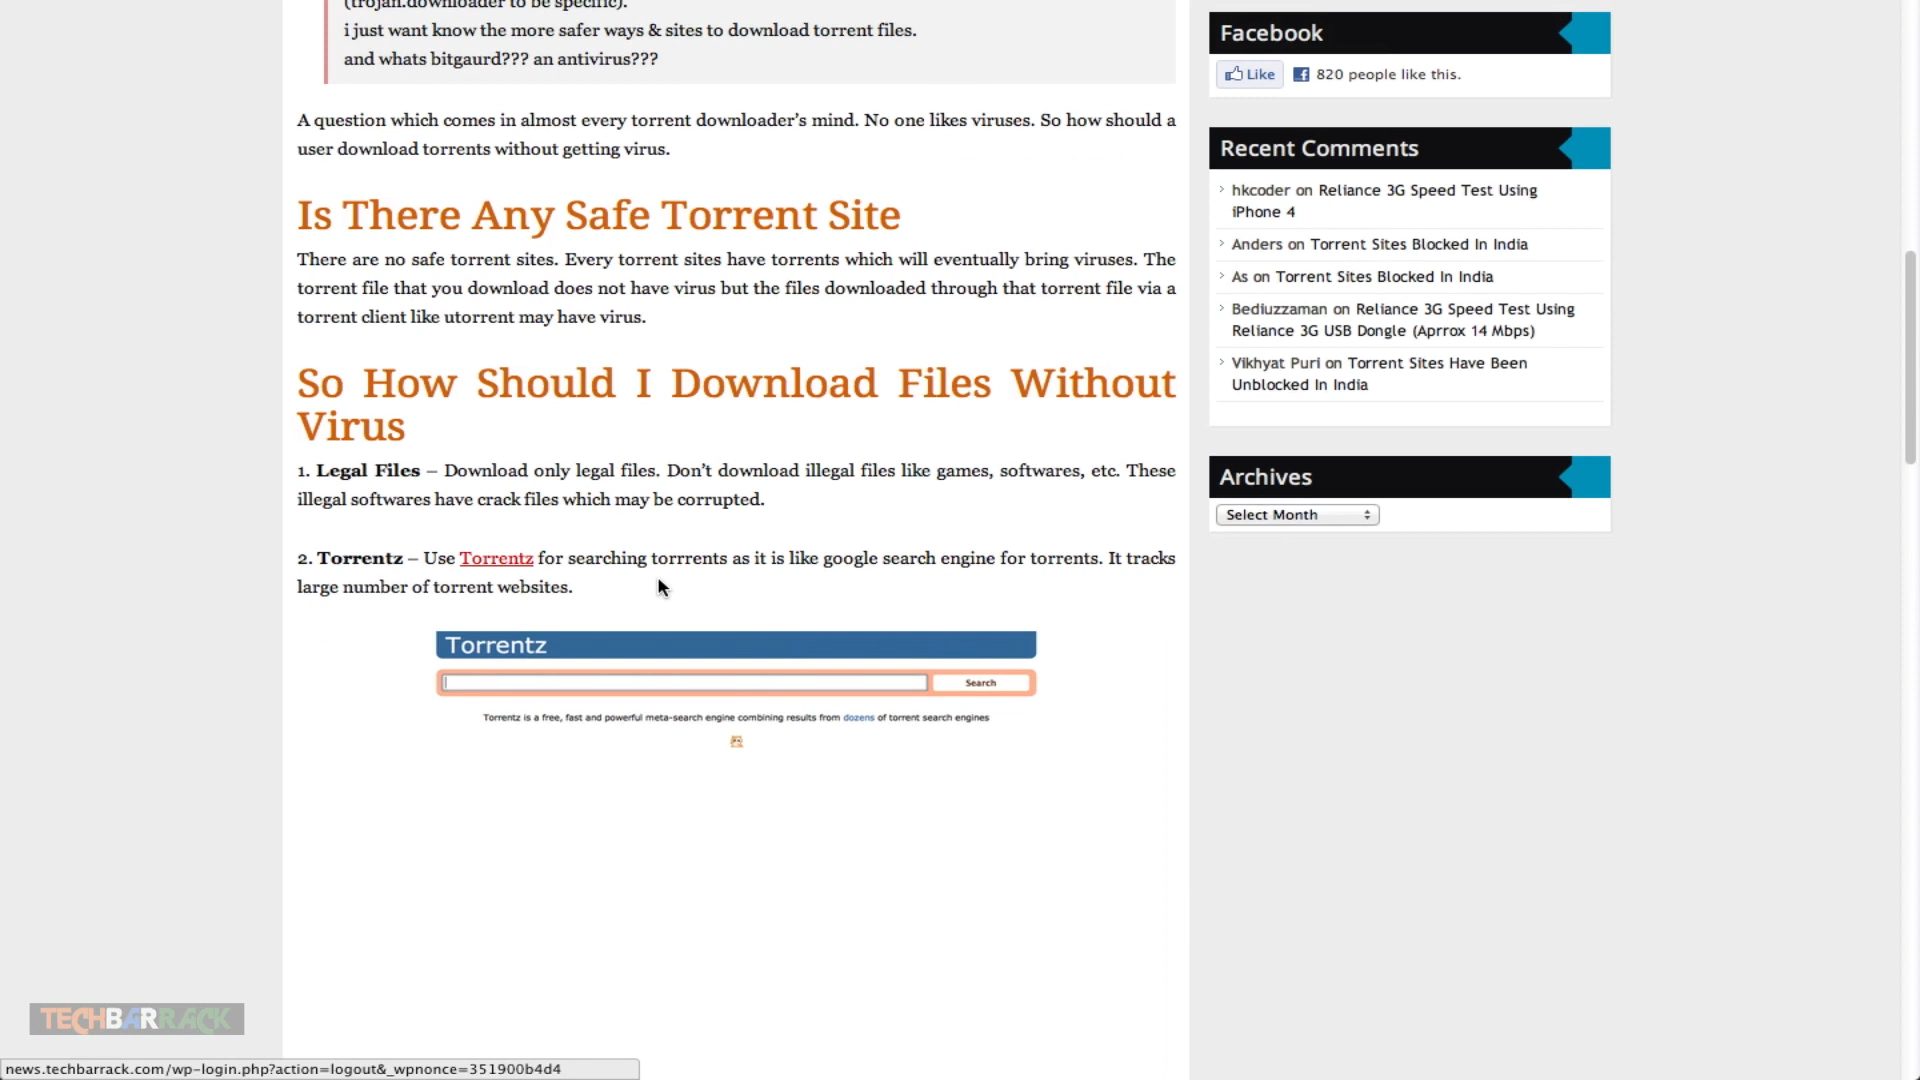 (trojan.downloader to be specific).
i just want know the more safer ways & sites to download torrent files.
and whats bitgaurd??? an antivirus???
A question which comes in almost every torrent downloader's mind. No one likes viruses. So how should a
user download torrents without getting virus.
Is There Any Safe Torrent Site
There are no safe torrent sites. Every torrent sites have torrents which will eventually bring viruses. The
torrent file that you download does not have virus but the files downloaded through that torrent file via a
torrent client like utorrent may have virus.
So How Should I Download Files Without
Virus
1. Legal Files – Download only legal files. Don't download illegal files like games, softwares, etc. These
illegal softwares have crack files which may be corrupted.
2. Torrentz – Use Torrentz for searching torrrents as it is like google search engine for torrents. It tracks
large number of torrent websites.
Torrentz
Search
Torrentz is a free, fast and powerful meta-search engine combining results from dozens of torrent search engines
Facebook
Like
820 people like this.
Recent Comments
hkcoder on Reliance 3G Speed Test Using
iPhone 4
Anders on Torrent Sites Blocked In India
As on Torrent Sites Blocked In India
Bediuzzaman on Reliance 3G Speed Test Using
Reliance 3G USB Dongle (Aprrox 14 Mbps)
Vikhyat Puri on Torrent Sites Have Been
Unblocked In India
Archives
Select Month
TECHBARRACK
news.techbarrack.com/wp-login.php?action=logout&_wpnonce=351900b4d4